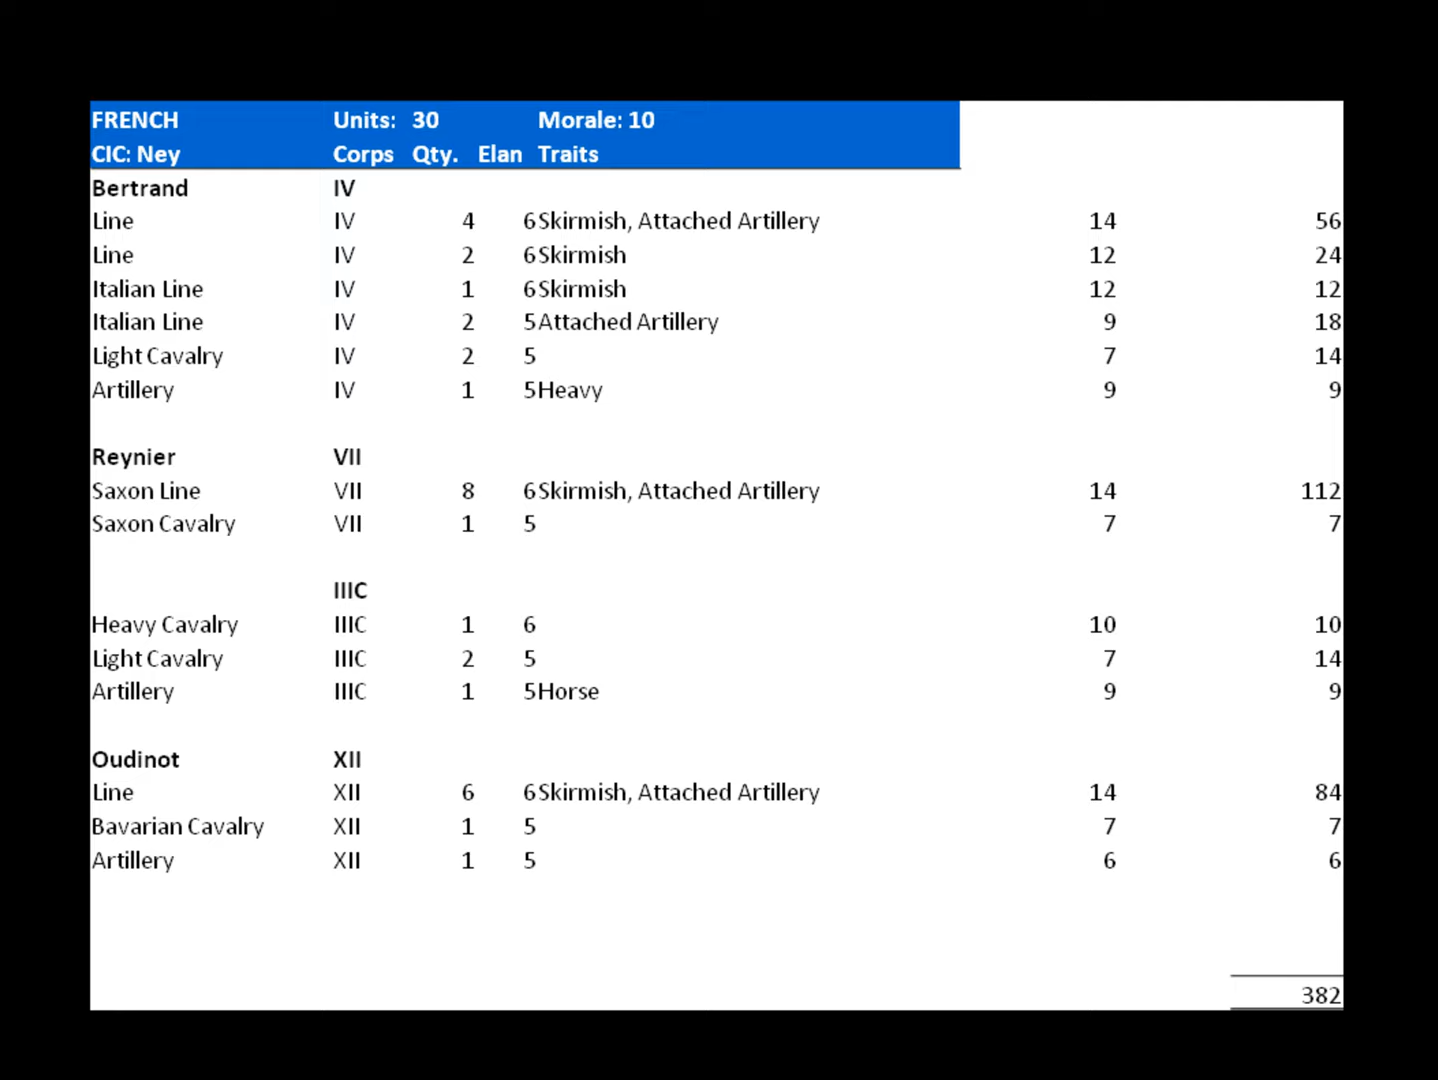 FRENCH Units: 30 Morale: 10
CIC: Ney Corps Qty. Elan Traits
Bertrand IV
Line IV 4 6 Skirmish, Attached Artillery 14 56
Line IV 2 6 Skirmish 12 24
Italian Line IV 1 6 Skirmish 12 12
Italian Line IV 2 5 Attached Artillery 9 18
Light Cavalry IV 2 5 7 14
Artillery IV 1 5 Heavy 9 9
Reynier VII
Saxon Line VII 8 6 Skirmish, Attached Artillery 14 112
Saxon Cavalry VII 1 5 7 7
IIIC
Heavy Cavalry IIIC 1 6 10 10
Light Cavalry IIIC 2 5 7 14
Artillery IIIC 1 5 Horse 9 9
Oudinot XII
Line XII 6 6 Skirmish, Attached Artillery 14 84
Bavarian Cavalry XII 1 5 7 7
Artillery XII 1 5 6 6
382